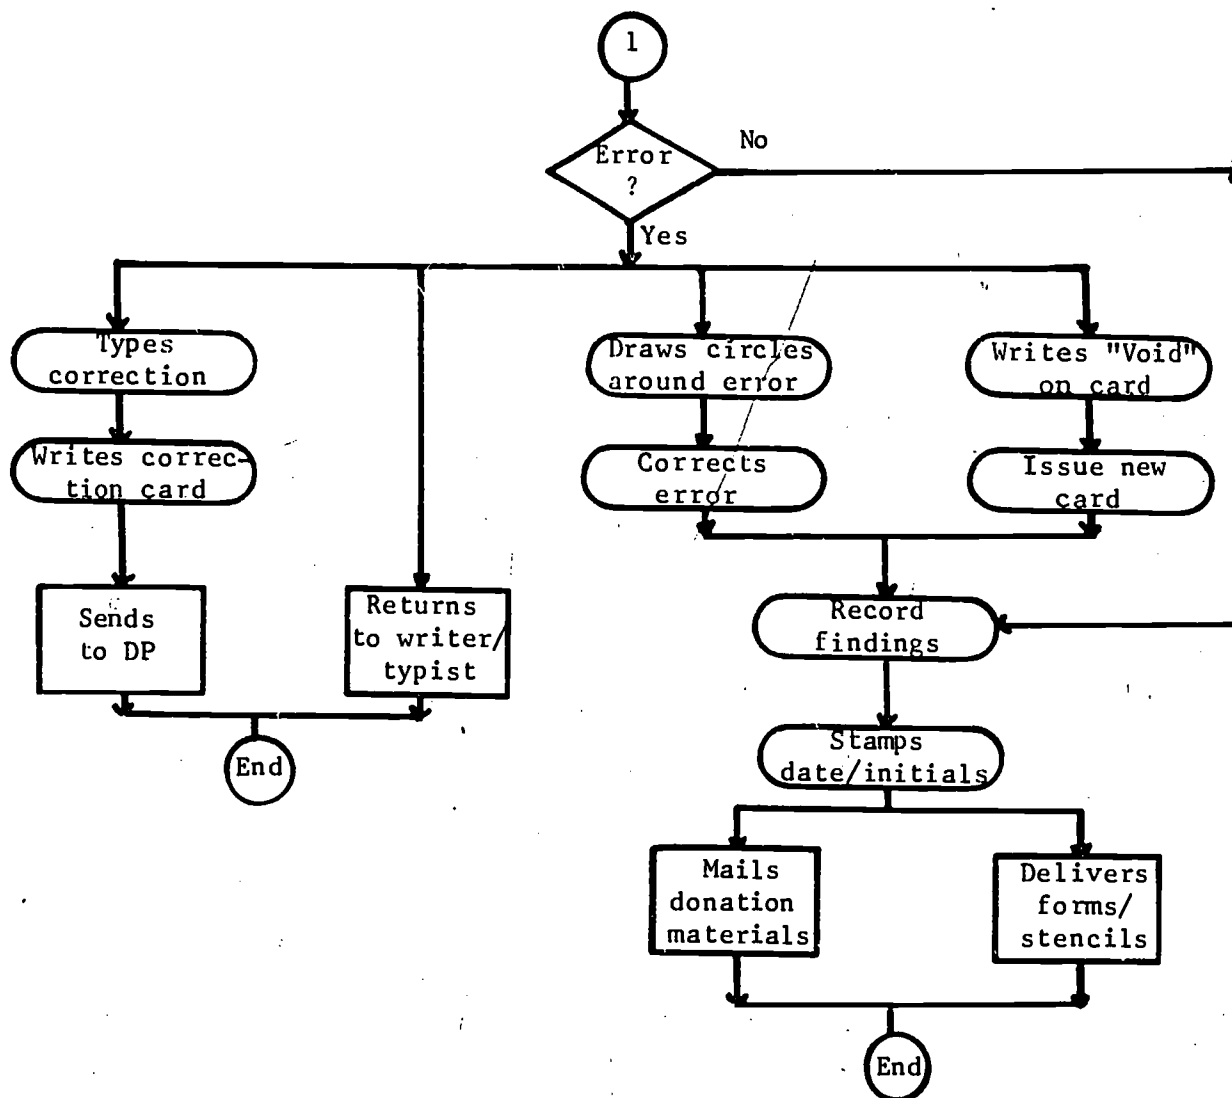 1
Error
?
No
Yes
Types
correction
Writes correc-
tion card
Sends
to DP
Returns
to writer/
typist
End
Draws circles
around error
Corrects
error
Writes "Void"
on card
Issue new
card
Record
findings
Stamps
date/initials
Mails
donation
materials
Delivers
forms/
stencils
End